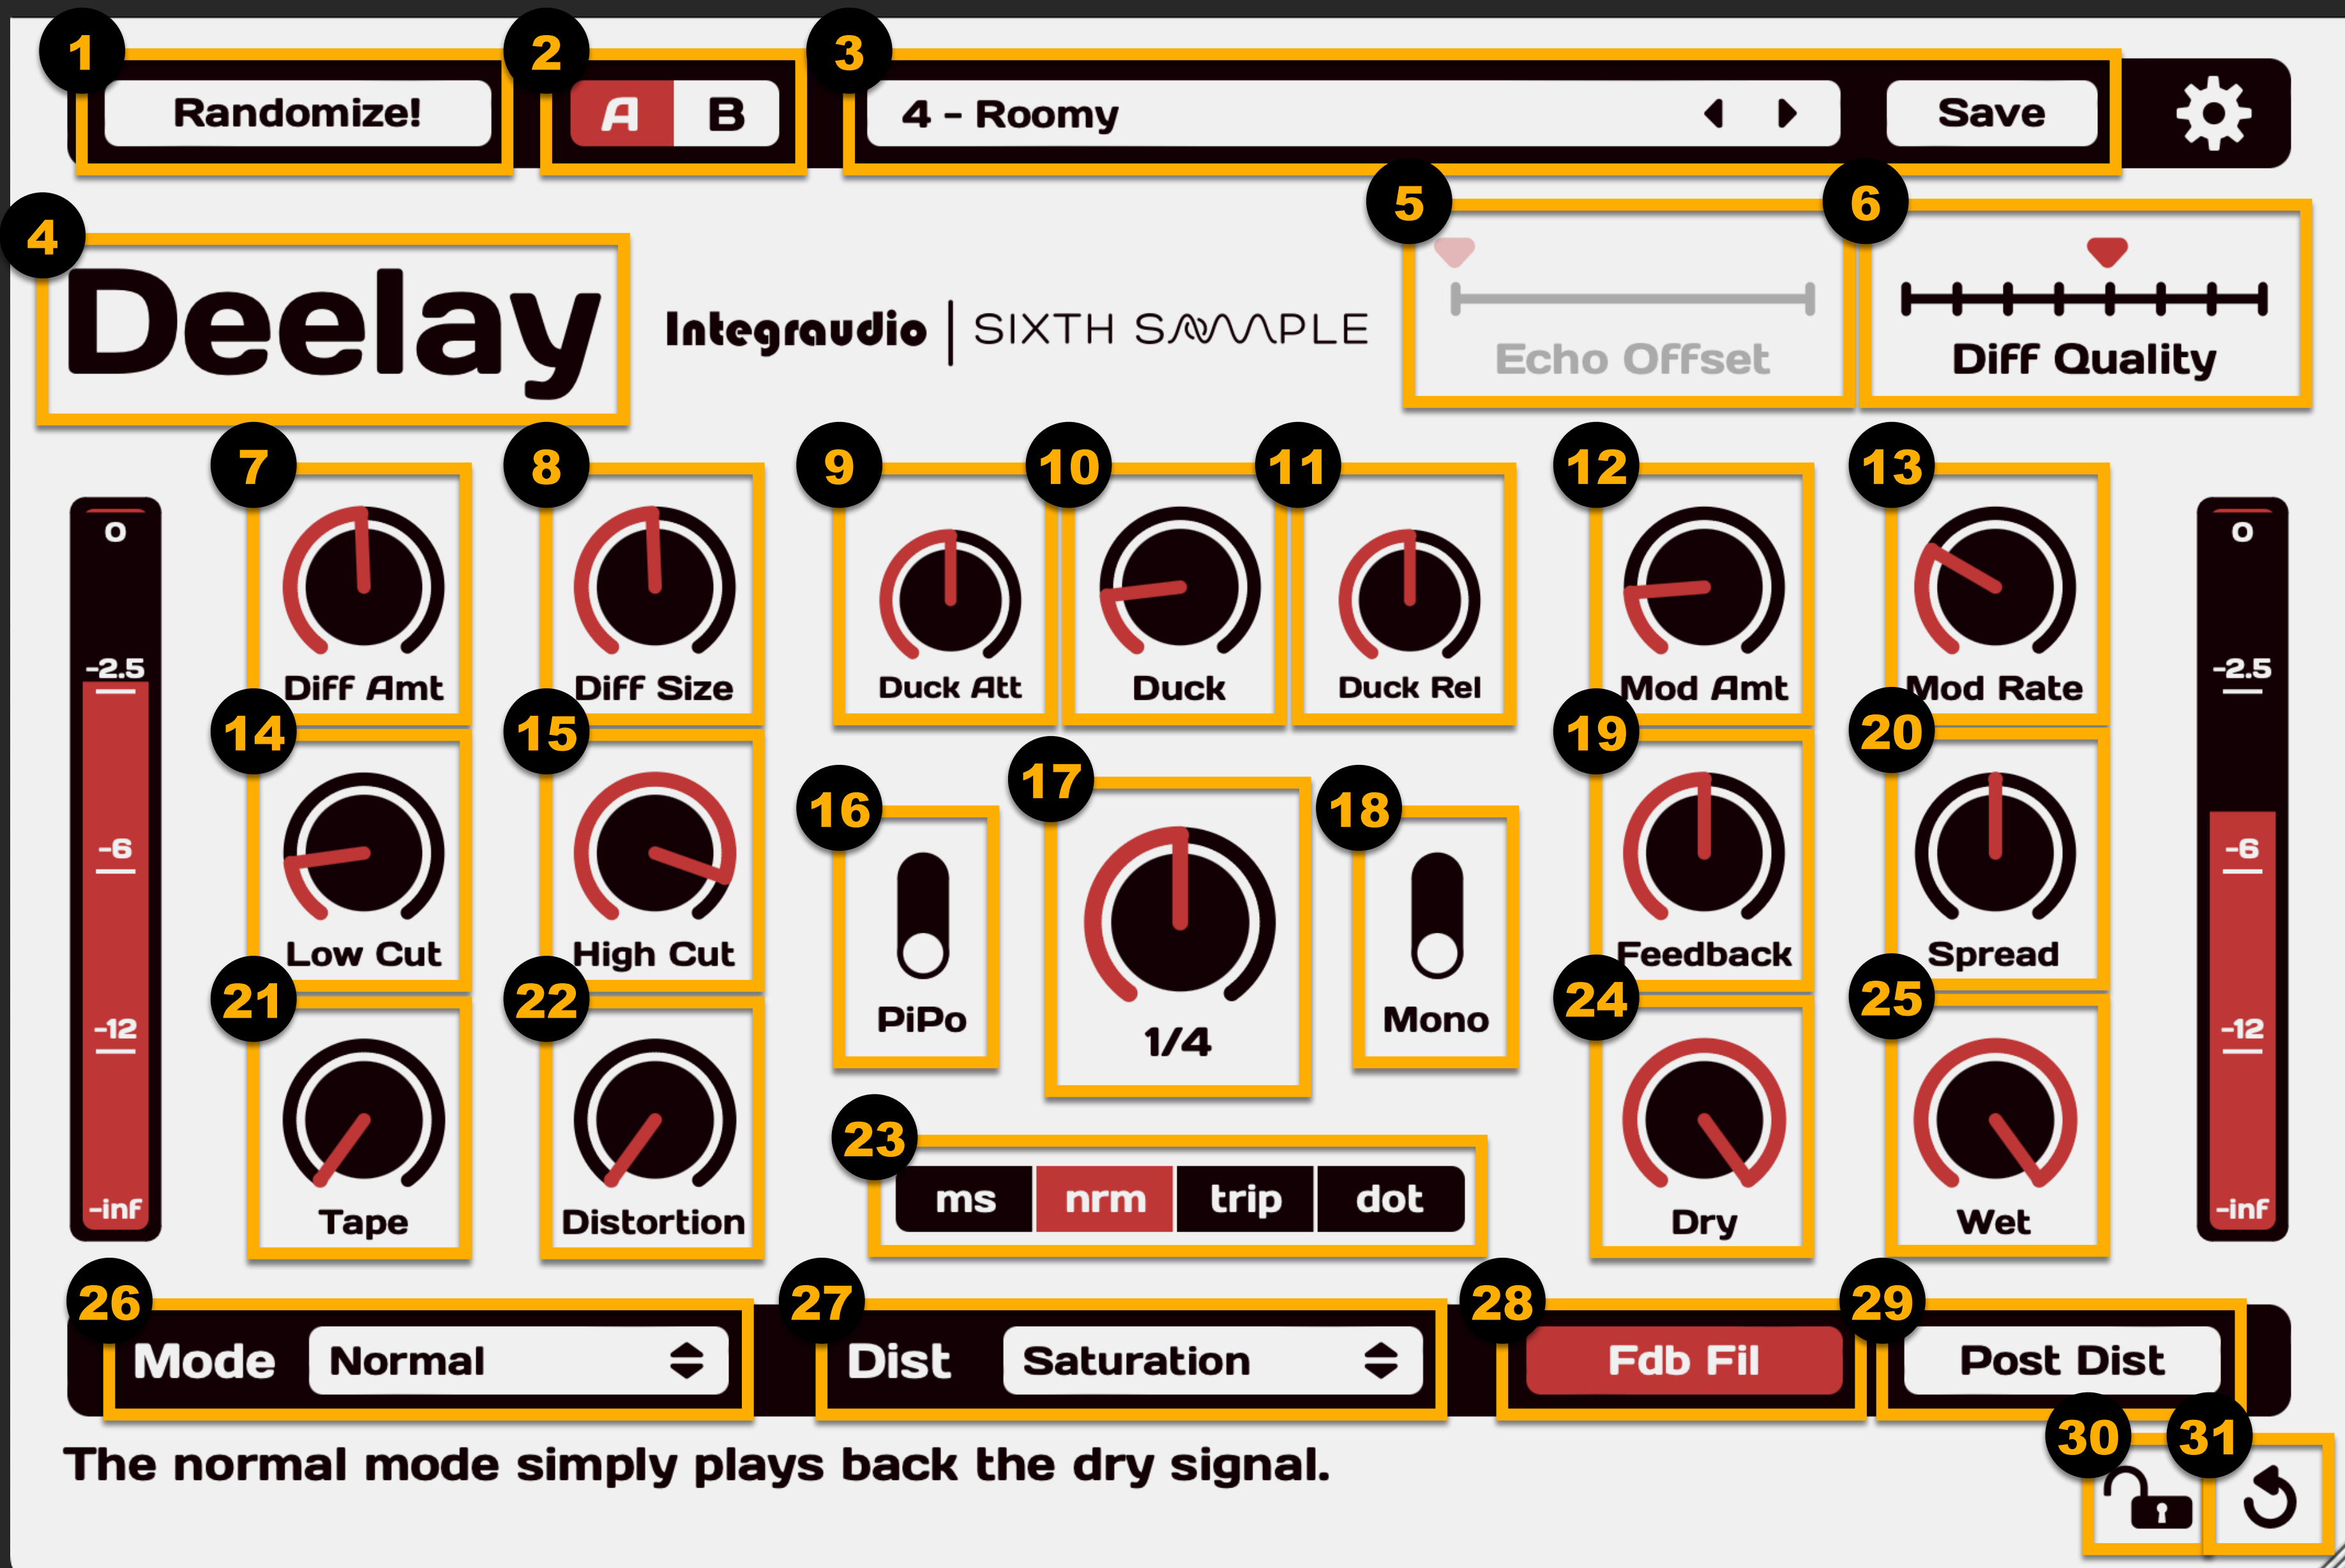 1 2 3
Randomize! A B 4 - Roomy Save
4 5 6
Deelay Integraudio | SIXTH SAMPLE Echo Offset Diff Quality
7 8 9 10 11 12 13
0 0
-2.5 -2.5
Diff Amt Diff Size Duck Att Duck Duck Rel Mod Amt Mod Rate
14 15 16 17 18 19 20
-6 -6
Low Cut High Cut Feedback Spread
21 22 PiPo 1/4 Mono 24 25
-12 -12
23
ms nrm trip dot
-inf -inf
Tape Distortion Dry Wet
26 27 28 29
Mode Normal Dist Saturation Fdb Fil Post Dist
30 31
The normal mode simply plays back the dry signal.